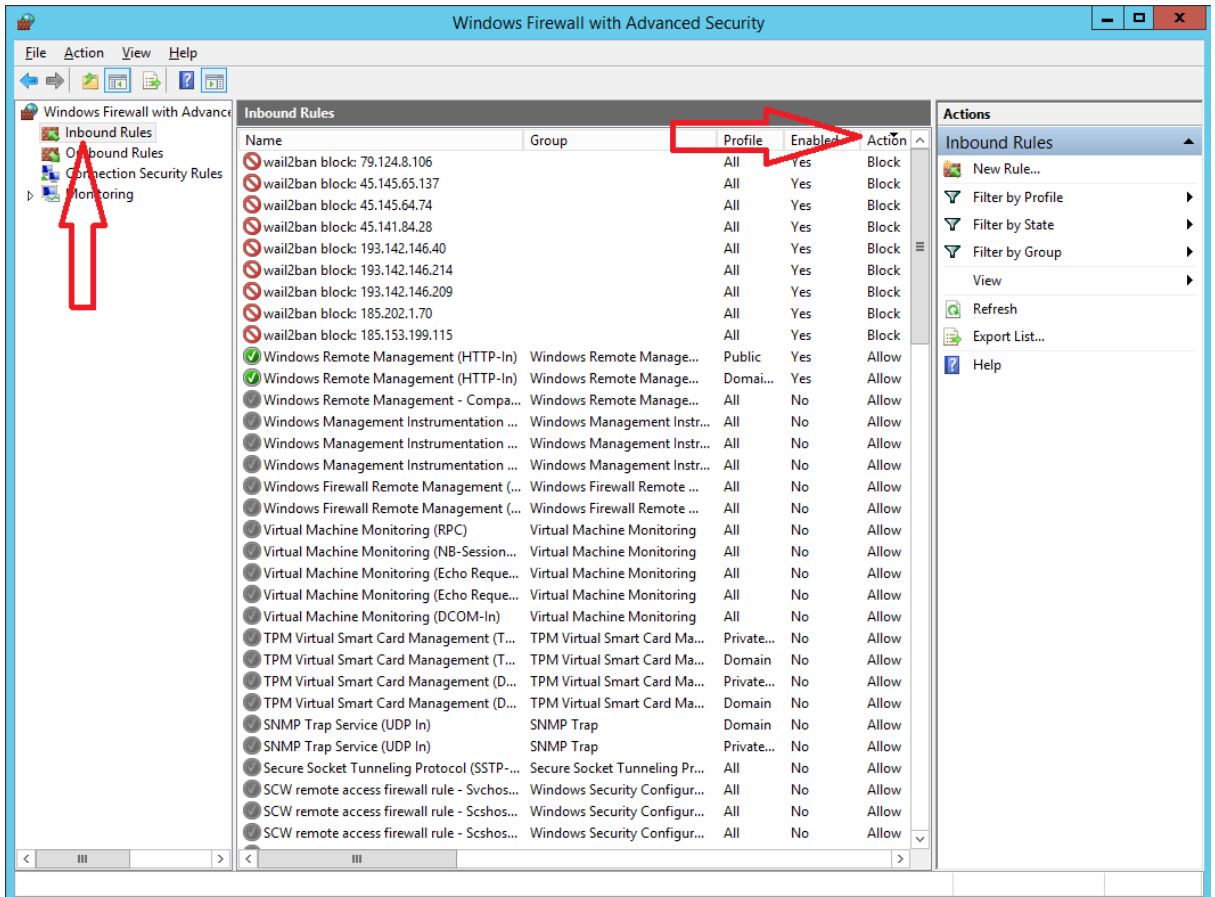 Windows Firewall with Advanced Security
File Action View Help
Windows Firewall with Advance
Inbound Rules
Outbound Rules
Connection Security Rules
Monitoring
Inbound Rules
Name Group Profile Enabled Action
wail2ban block: 79.124.8.106 All Yes Block
wail2ban block: 45.145.65.137 All Yes Block
wail2ban block: 45.145.64.74 All Yes Block
wail2ban block: 45.141.84.28 All Yes Block
wail2ban block: 193.142.146.40 All Yes Block
wail2ban block: 193.142.146.214 All Yes Block
wail2ban block: 193.142.146.209 All Yes Block
wail2ban block: 185.202.1.70 All Yes Block
wail2ban block: 185.153.199.115 All Yes Block
Windows Remote Management (HTTP-In) Windows Remote Manage... Public Yes Allow
Windows Remote Management (HTTP-In) Windows Remote Manage... Domai... Yes Allow
Windows Remote Management - Compa... Windows Remote Manage... All No Allow
Windows Management Instrumentation ... Windows Management Instr... All No Allow
Windows Management Instrumentation ... Windows Management Instr... All No Allow
Windows Management Instrumentation ... Windows Management Instr... All No Allow
Windows Firewall Remote Management (... Windows Firewall Remote ... All No Allow
Windows Firewall Remote Management (... Windows Firewall Remote ... All No Allow
Virtual Machine Monitoring (RPC) Virtual Machine Monitoring All No Allow
Virtual Machine Monitoring (NB-Session... Virtual Machine Monitoring All No Allow
Virtual Machine Monitoring (Echo Reque... Virtual Machine Monitoring All No Allow
Virtual Machine Monitoring (Echo Reque... Virtual Machine Monitoring All No Allow
Virtual Machine Monitoring (DCOM-In) Virtual Machine Monitoring All No Allow
TPM Virtual Smart Card Management (T... TPM Virtual Smart Card Ma... Private... No Allow
TPM Virtual Smart Card Management (T... TPM Virtual Smart Card Ma... Domain No Allow
TPM Virtual Smart Card Management (D... TPM Virtual Smart Card Ma... Private... No Allow
TPM Virtual Smart Card Management (D... TPM Virtual Smart Card Ma... Domain No Allow
SNMP Trap Service (UDP In) SNMP Trap Domain No Allow
SNMP Trap Service (UDP In) SNMP Trap Private... No Allow
Secure Socket Tunneling Protocol (SSTP-... Secure Socket Tunneling Pr... All No Allow
SCW remote access firewall rule - Svchos... Windows Security Configur... All No Allow
SCW remote access firewall rule - Scshos... Windows Security Configur... All No Allow
SCW remote access firewall rule - Scshos... Windows Security Configur... All No Allow
Actions
Inbound Rules
New Rule...
Filter by Profile
Filter by State
Filter by Group
View
Refresh
Export List...
Help